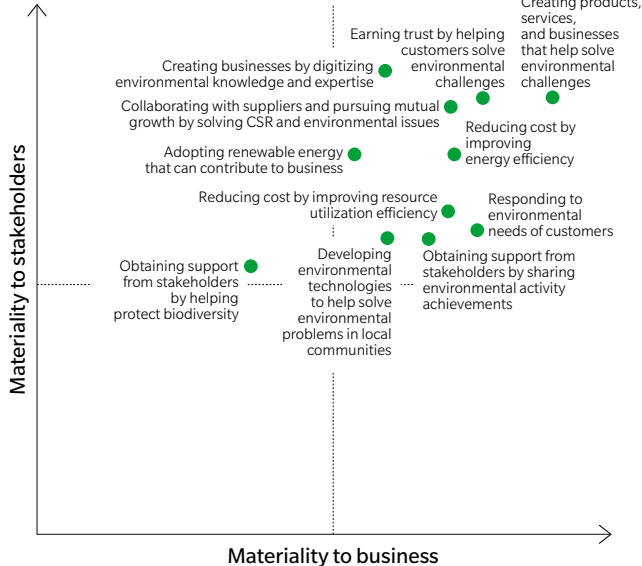 Creating products,
services,
and businesses
that help solve
environmental
challenges
Earning trust by helping
customers solve
environmental
challenges
Creating businesses by digitizing
environmental knowledge and expertise
Collaborating with suppliers and pursuing mutual
growth by solving CSR and environmental issues
Reducing cost by
improving
energy efficiency
Adopting renewable energy
that can contribute to business
Reducing cost by improving resource
utilization efficiency
Responding to
environmental
needs of customers
Developing
environmental
technologies
to help solve
environmental
problems in local
communities
Obtaining support from
stakeholders by sharing
environmental activity
achievements
Obtaining support
from stakeholders
by helping
protect biodiversity
Materiality to stakeholders
Materiality to business